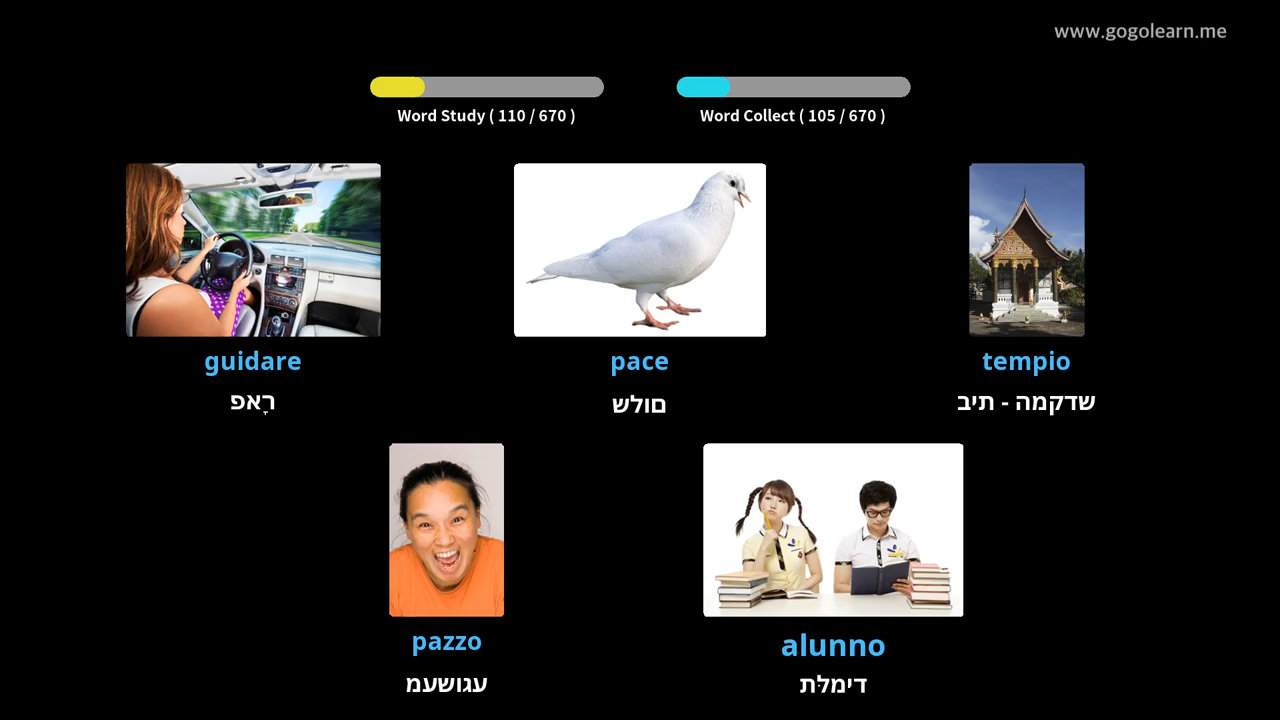 www.gogolearn.me
Word Study ( 110 / 670 )
Word Collect ( 105 / 670 )
guidare
pace
tempio
רָאפ
םולש
שדקמה - תיב
pazzo
alunno
עגושעמ
דימלּת